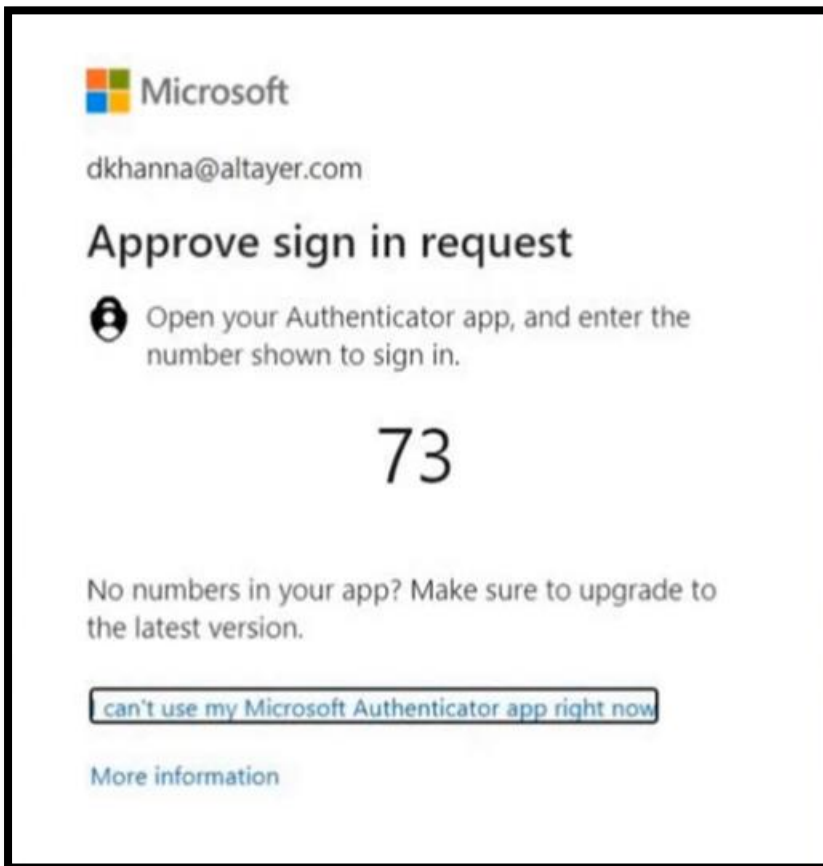 Microsoft
dkhanna@altayer.com
Approve sign in request
Open your Authenticator app, and enter the
number shown to sign in.
73
No numbers in your app? Make sure to upgrade to
the latest version.
I can't use my Microsoft Authenticator app right now
More information